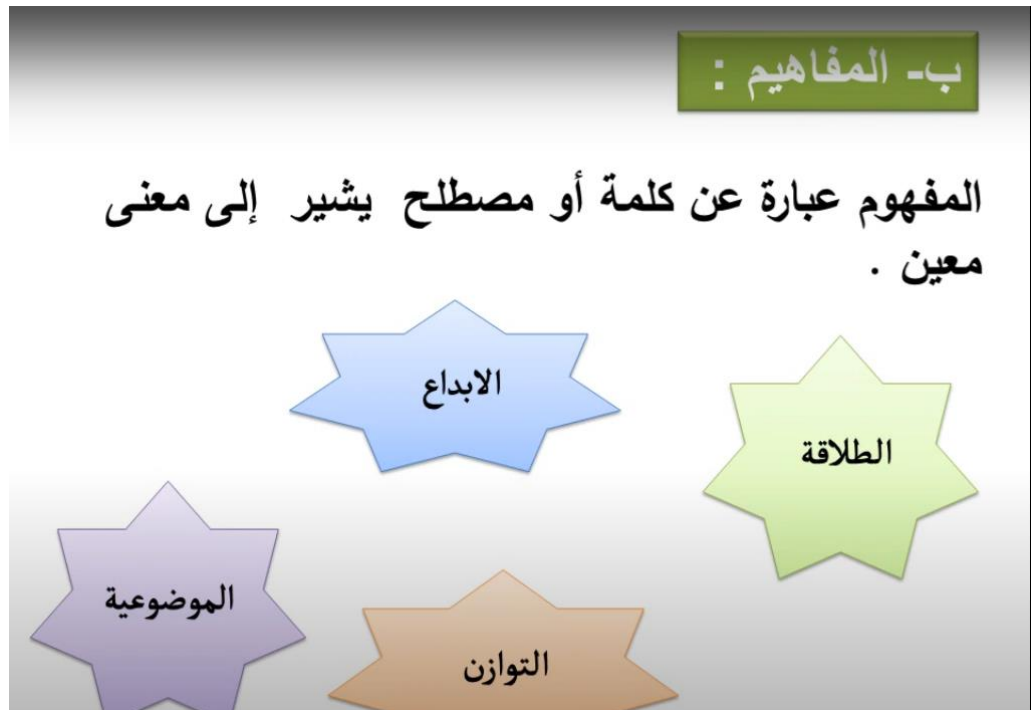 ب- المفاهيم :
المفهوم عبارة عن كلمة أو مصطلح يشير إلى معنى
معين .
الابداع
الطلاقة
الموضوعية
التوازن